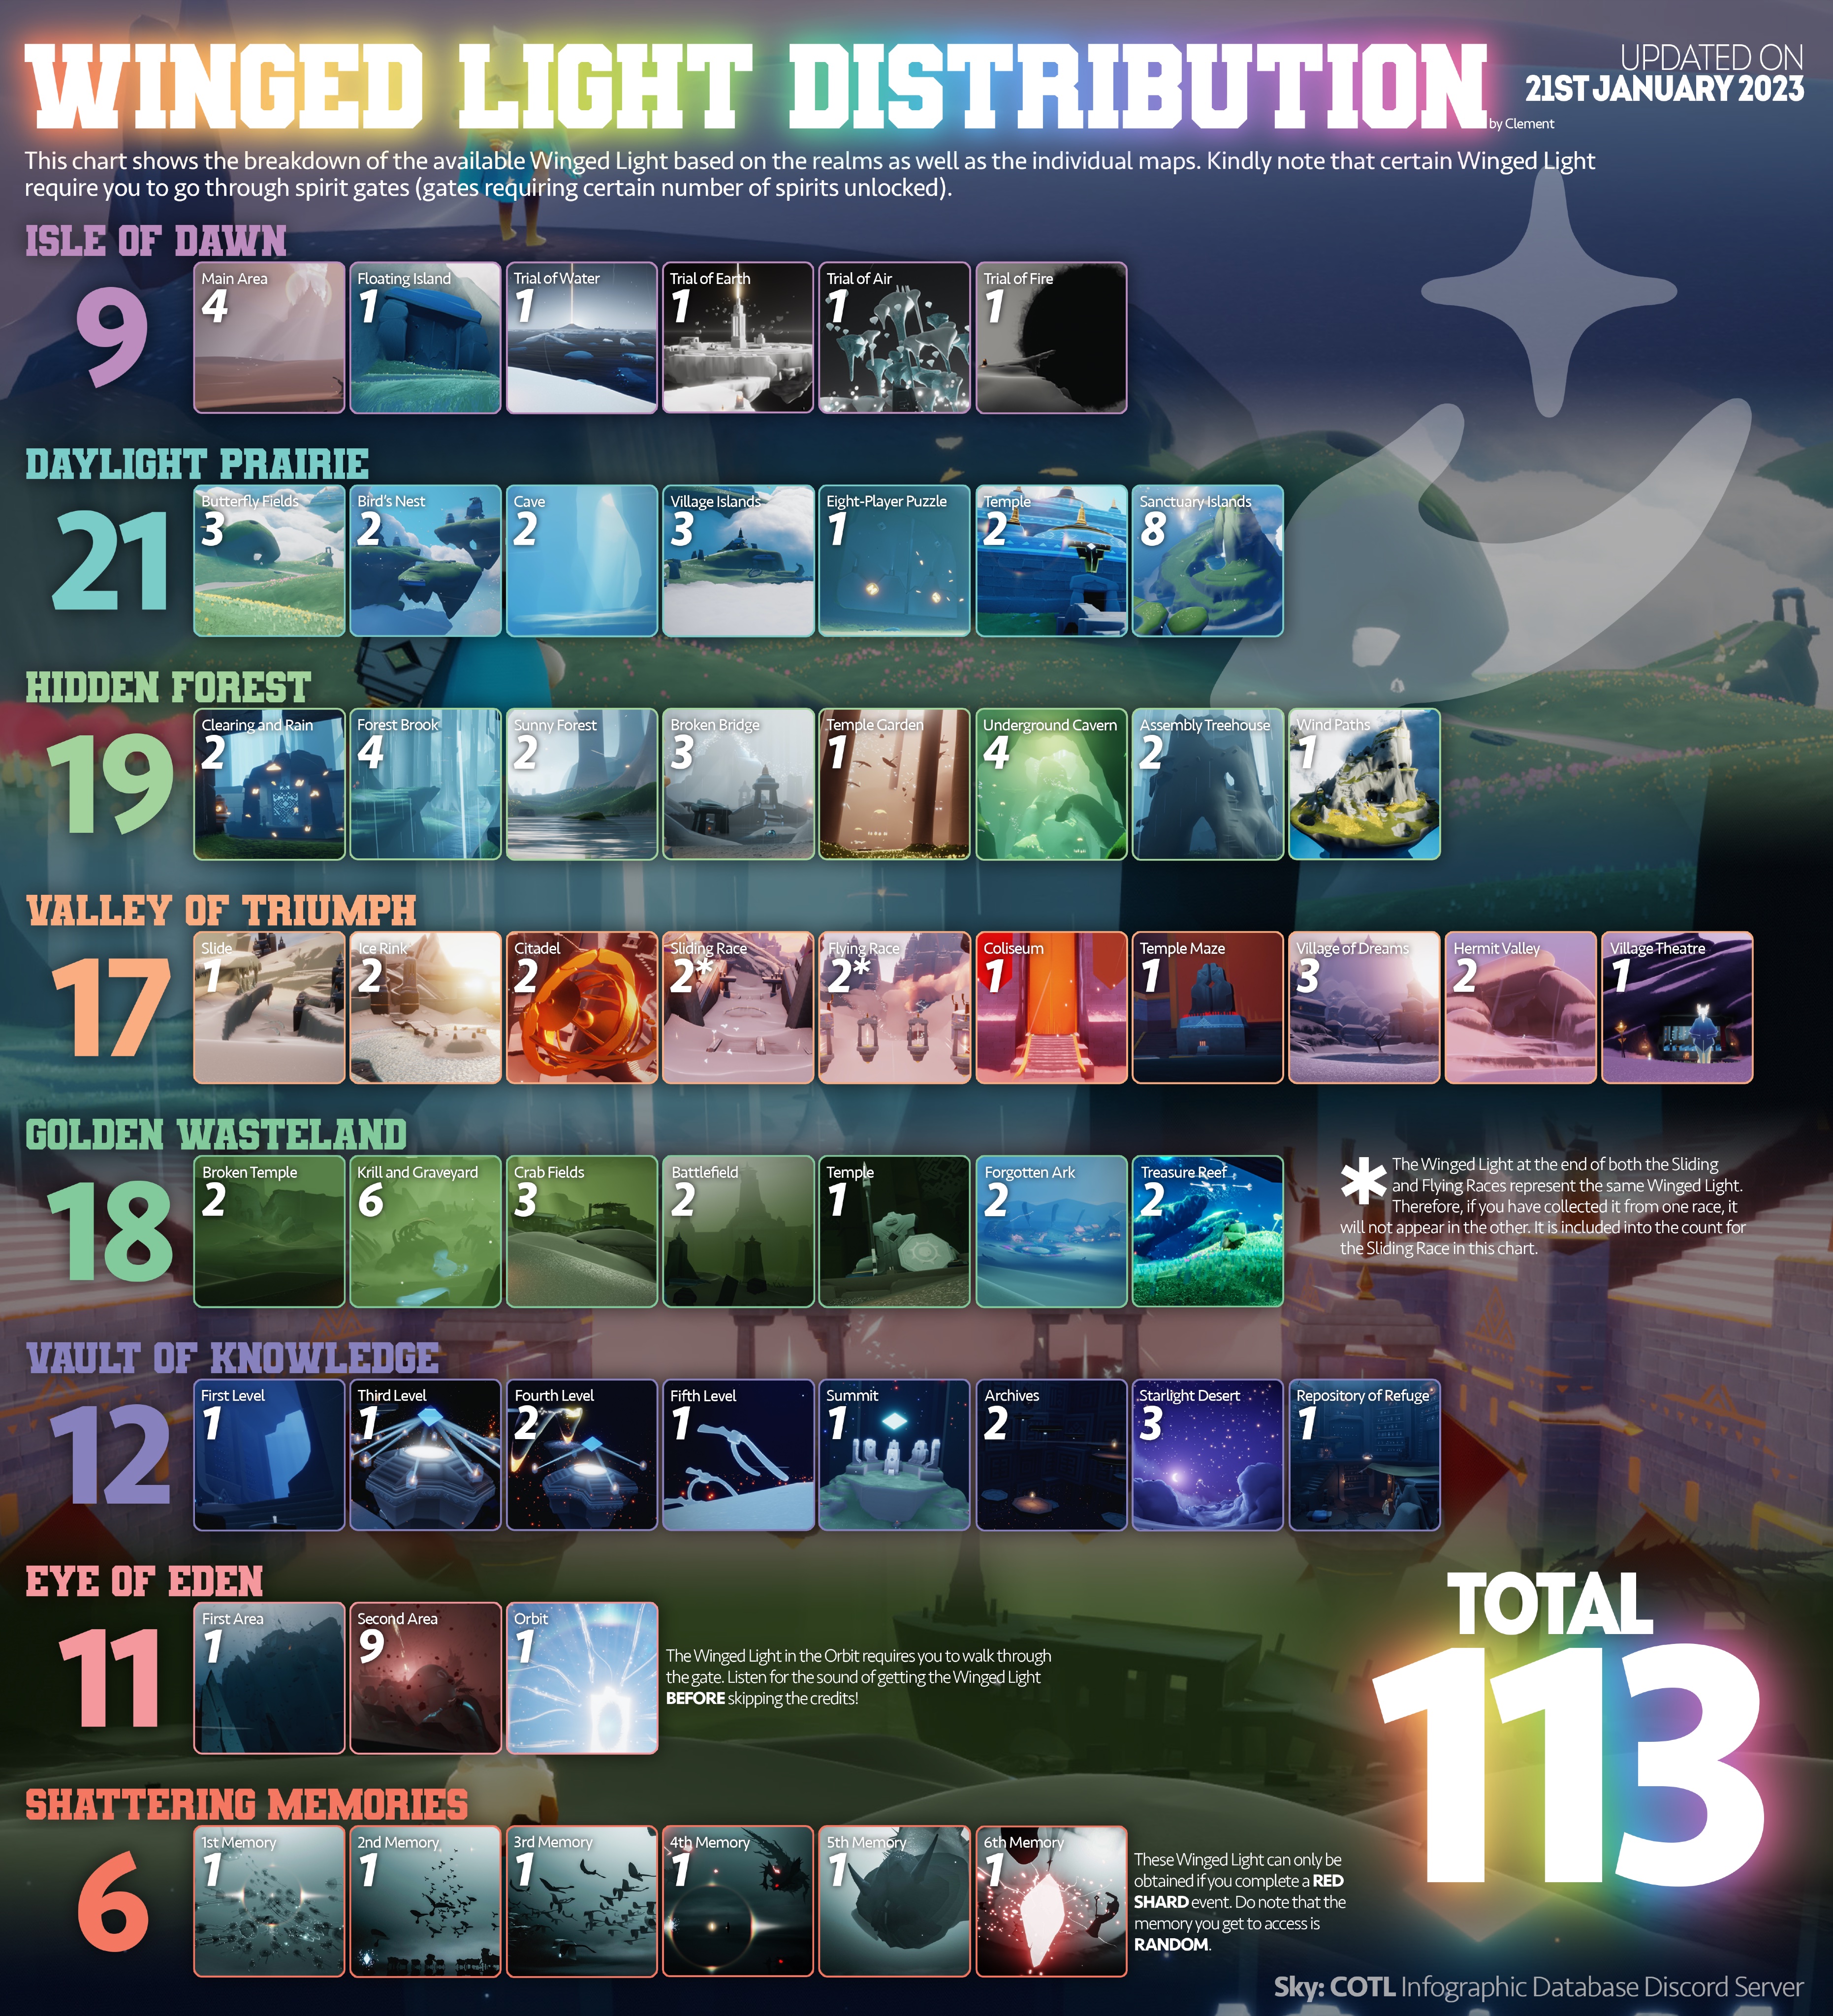 WINGED LIGHT DISTRIBUTION
by Clement
UPDATED ON
21ST JANUARY 2023
This chart shows the breakdown of the available Winged Light based on the realms as well as the individual maps. Kindly note that certain Winged Light
require you to go through spirit gates (gates requiring certain number of spirits unlocked).
ISLE OF DAWN
9
Main Area
4
Floating Island
1
Trial of Water
1
Trial of Earth
1
Trial of Air
1
Trial of Fire
1
DAYLIGHT PRAIRIE
21
Butterfly Fields
3
Bird's Nest
2
Cave
2
Village Islands
3
Eight-Player Puzzle
1
Temple
2
Sanctuary Islands
8
HIDDEN FOREST
19
Clearing and Rain
2
Forest Brook
4
Sunny Forest
2
Broken Bridge
3
Temple Garden
1
Underground Cavern
4
Assembly Treehouse
2
Wind Paths
1
VALLEY OF TRIUMPH
17
Slide
1
Ice Rink
2
Citadel
2
Sliding Race
2*
Flying Race
2*
Coliseum
1
Temple Maze
1
Village of Dreams
3
Hermit Valley
2
Village Theatre
1
GOLDEN WASTELAND
18
Broken Temple
2
Krill and Graveyard
6
Crab Fields
3
Battlefield
2
Temple
1
Forgotten Ark
2
Treasure Reef
2
* The Winged Light at the end of both the Sliding
and Flying Races represent the same Winged Light.
Therefore, if you have collected it from one race, it
will not appear in the other. It is included into the count for
the Sliding Race in this chart.
VAULT OF KNOWLEDGE
12
First Level
1
Third Level
1
Fourth Level
2
Fifth Level
1
Summit
1
Archives
2
Starlight Desert
3
Repository of Refuge
1
EYE OF EDEN
11
First Area
1
Second Area
9
Orbit
1
The Winged Light in the Orbit requires you to walk through
the gate. Listen for the sound of getting the Winged Light
BEFORE skipping the credits!
SHATTERING MEMORIES
6
1st Memory
1
2nd Memory
1
3rd Memory
1
4th Memory
1
5th Memory
1
6th Memory
1
These Winged Light can only be
obtained if you complete a RED
SHARD event. Do note that the
memory you get to access is
RANDOM.
TOTAL
113
Sky: COTL Infographic Database Discord Server